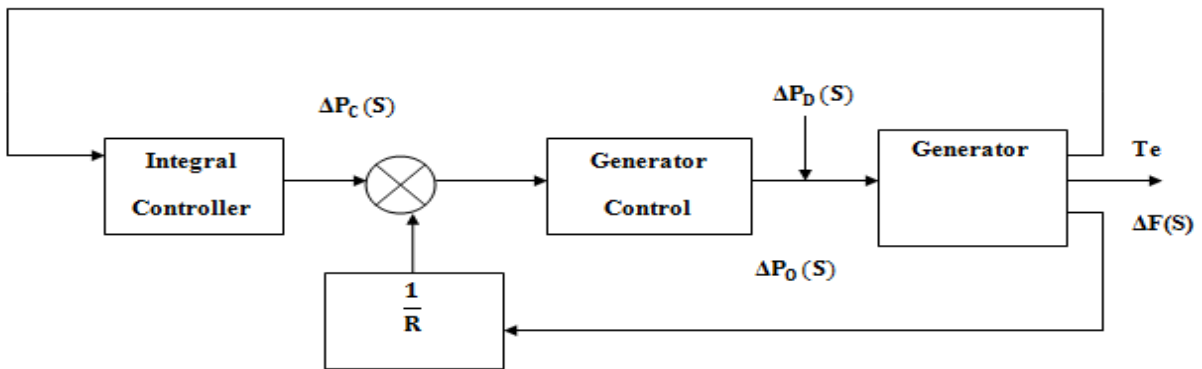 ΔP_C (S)
ΔP_D (S)
Integral
Controller
Generator
Control
Generator
Te
ΔF(S)
ΔP_O (S)
1
R